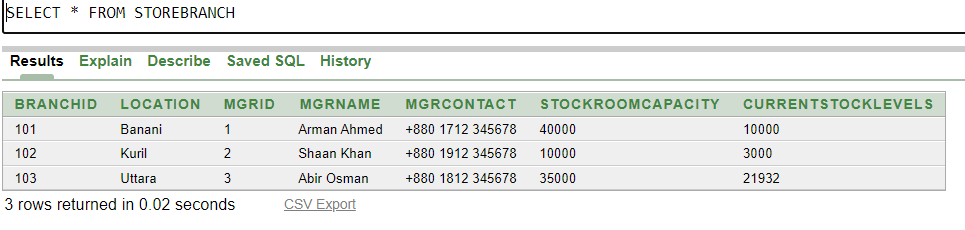 SELECT * FROM STOREBRANCH
Results Explain Describe Saved SQL History
BRANCHID LOCATION MGRID MGRNAME MGRCONTACT STOCKROOMCAPACITY CURRENTSTOCKLEVELS
101 Banani 1 Arman Ahmed +880 1712 345678 40000 10000
102 Kuril 2 Shaan Khan +880 1912 345678 10000 3000
103 Uttara 3 Abir Osman +880 1812 345678 35000 21932
3 rows returned in 0.02 seconds CSV Export